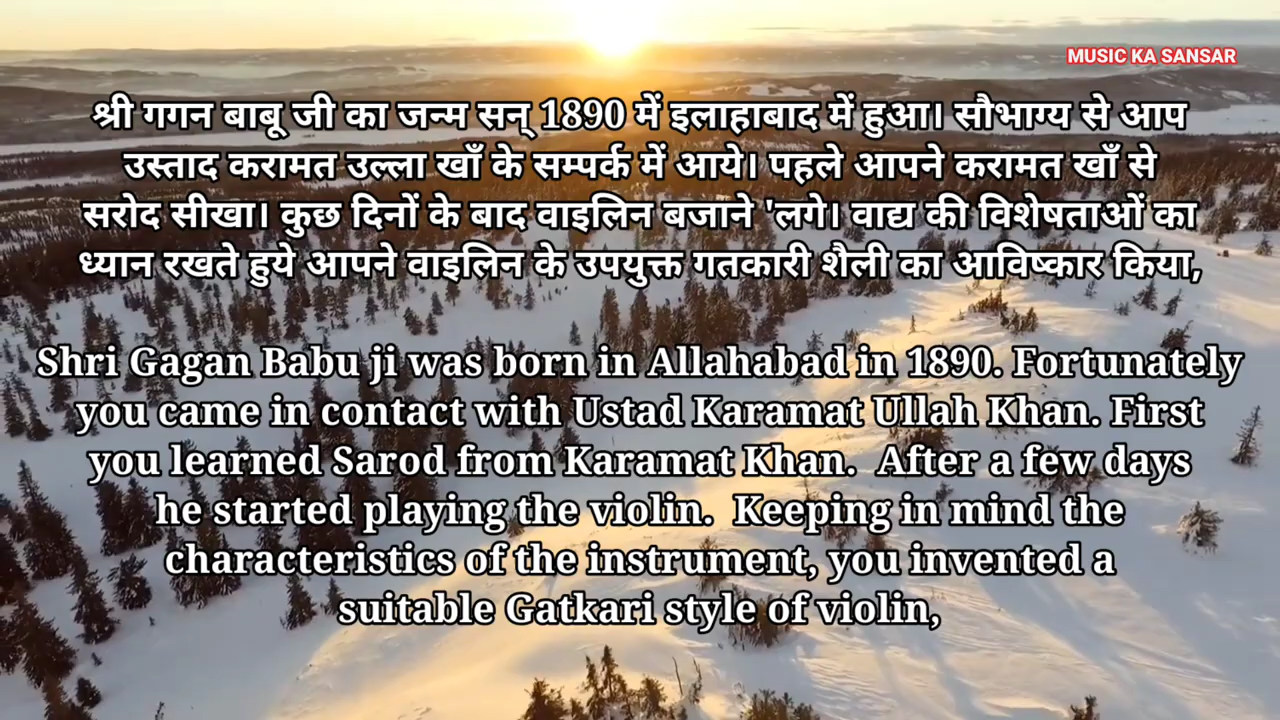 MUSIC KA SANSAR
श्री गगन बाबू जी का जन्म सन् 1890 में इलाहाबाद में हुआ। सौभाग्य से आप
उस्ताद करामत उल्ला खाँ के सम्पर्क में आये। पहले आपने करामत खाँ से
सरोद सीखा। कुछ दिनों के बाद वाइलिन बजाने 'लगे। वाद्य की विशेषताओं का
ध्यान रखते हुये आपने वाइलिन के उपयुक्त गतकारी शैली का आविष्कार किया,
Shri Gagan Babu ji was born in Allahabad in 1890. Fortunately
you came in contact with Ustad Karamat Ullah Khan. First
you learned Sarod from Karamat Khan.  After a few days
he started playing the violin.  Keeping in mind the
characteristics of the instrument, you invented a
suitable Gatkari style of violin,